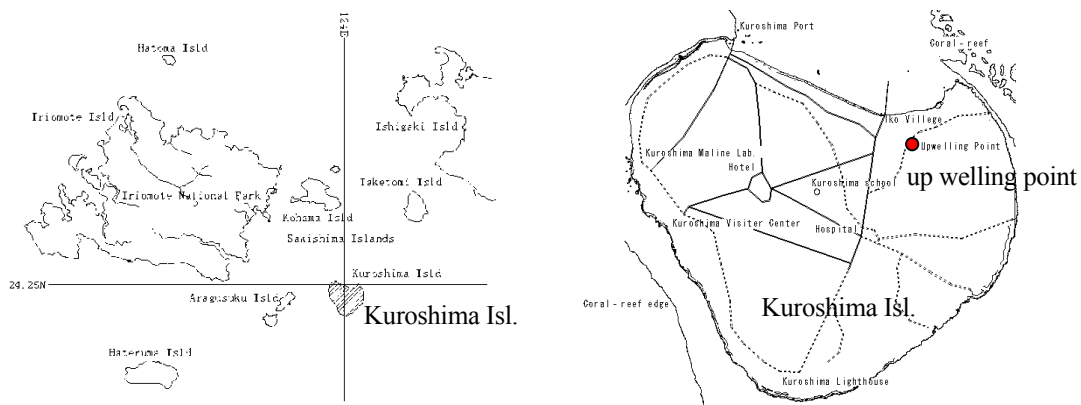 124E
Hatoma Isld
Iriomote Isld
Ishigaki Isld
Iriomote National Park
Taketomi Isld
Kohama Isld
Sakishima Islands
Kuroshima Isld
24.25N
Aragusuku Isld
Kuroshima Isl.
Hateruma Isld
Kuroshima Port
Coral-reef
Iko Villege
Upwelling Point
Kuroshima Maline Lab.
Hotel
up welling point
Kuroshima school
Kuroshima Visiter Center
Hospital
Coral-reef edge
Kuroshima Isl.
Kuroshima Lighthouse